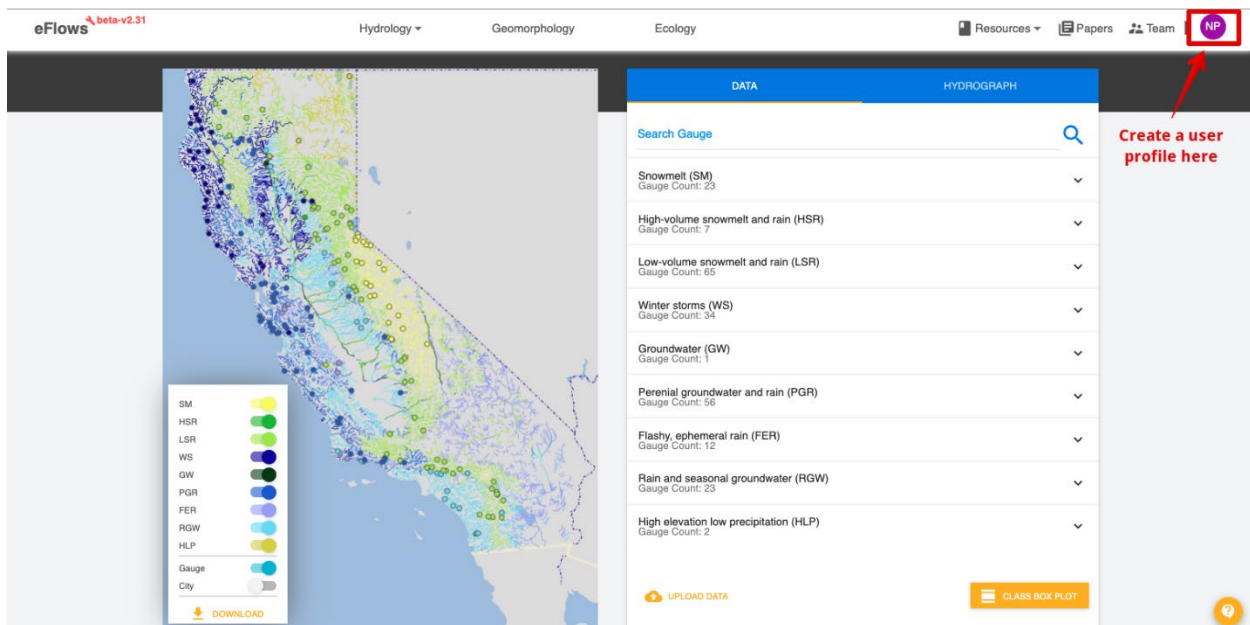 eFlows beta-v2.31
Hydrology
Geomorphology
Ecology
Resources
Papers
Team
NP
Create a user
profile here
DATA
HYDROGRAPH
Search Gauge
Snowmelt (SM)
Gauge Count: 23
High-volume snowmelt and rain (HSR)
Gauge Count: 7
Low-volume snowmelt and rain (LSR)
Gauge Count: 65
Winter storms (WS)
Gauge Count: 34
Groundwater (GW)
Gauge Count: 1
Perenial groundwater and rain (PGR)
Gauge Count: 56
Flashy, ephemeral rain (FER)
Gauge Count: 12
Rain and seasonal groundwater (RGW)
Gauge Count: 23
High elevation low precipitation (HLP)
Gauge Count: 2
UPLOAD DATA
CLASS BOX PLOT
SM
HSR
LSR
WS
GW
PGR
FER
RGW
HLP
Gauge
City
DOWNLOAD
?